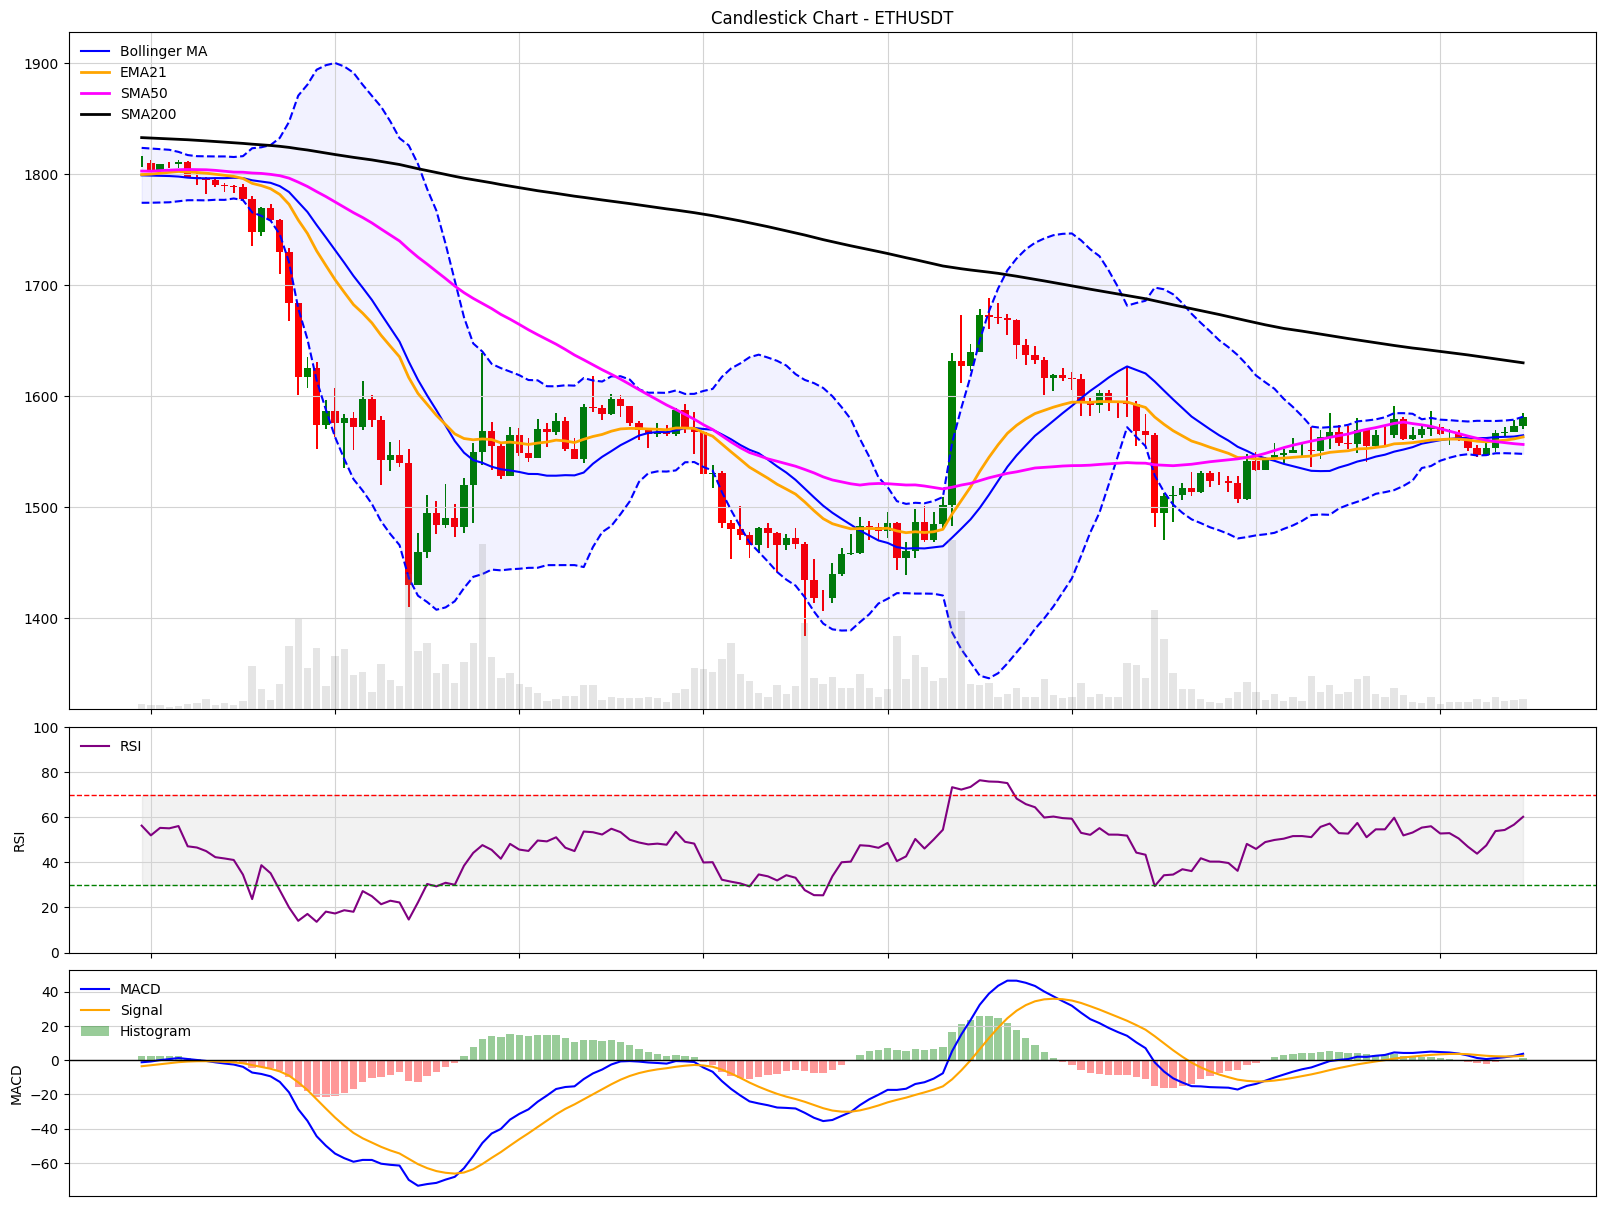 Candlestick Chart - ETHUSDT
Bollinger MA
EMA21
SMA50
SMA200
1900
1800
1700
1600
1500
1400
RSI
100
80
60
40
20
0
RSI
MACD
Signal
Histogram
40
20
0
−20
−40
−60
MACD